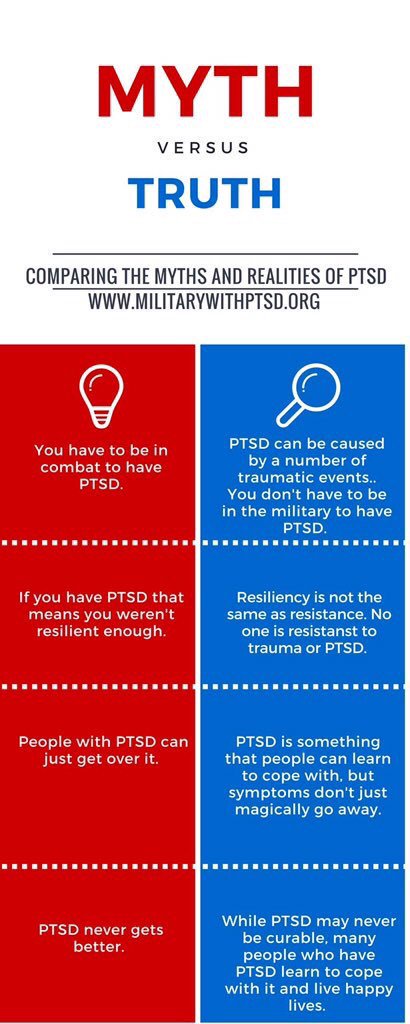 MYTH
VERSUS
TRUTH
COMPARING THE MYTHS AND REALITIES OF PTSD
WWW.MILITARYWITHPTSD.ORG
You have to be in
combat to have
PTSD.
PTSD can be caused
by a number of
traumatic events..
You don't have to be
in the military to have
PTSD.
If you have PTSD that
means you weren't
resilient enough.
Resiliency is not the
same as resistance. No
one is resistanst to
trauma or PTSD.
People with PTSD can
just get over it.
PTSD is something
that people can learn
to cope with, but
symptoms don't just
magically go away.
PTSD never gets
better.
While PTSD may never
be curable, many
people who have
PTSD learn to cope
with it and live happy
lives.